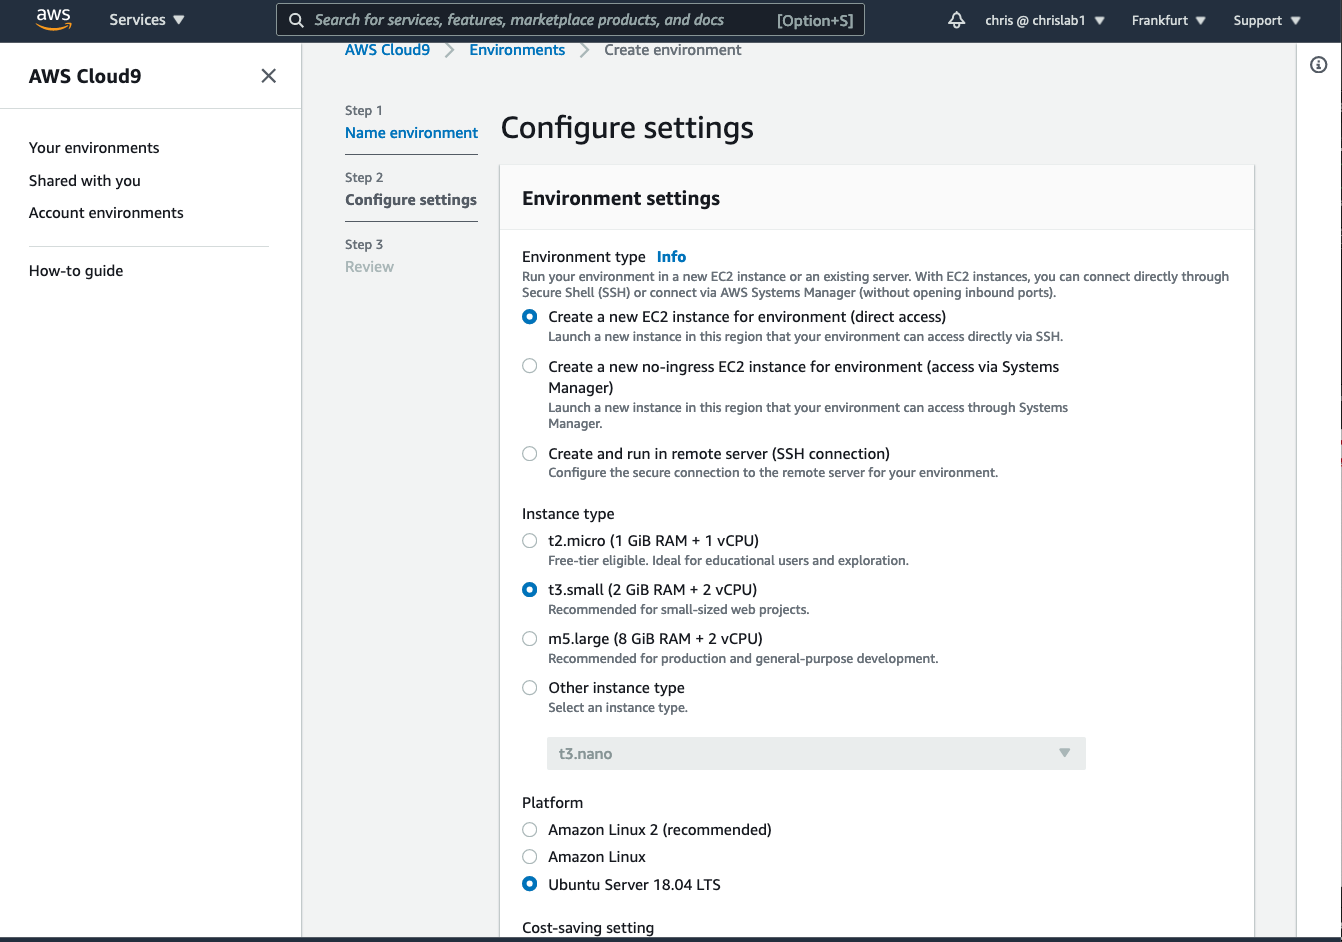 aws
Services
Search for services, features, marketplace products, and docs
[Option+S]
chris @ chrislab1
Frankfurt
Support
AWS Cloud9
Your environments
Shared with you
Account environments
How-to guide
AWS Cloud9
Environments
Create environment
Step 1
Name environment
Step 2
Configure settings
Step 3
Review
Configure settings
Environment settings
Environment type Info
Run your environment in a new EC2 instance or an existing server. With EC2 instances, you can connect directly through
Secure Shell (SSH) or connect via AWS Systems Manager (without opening inbound ports).
Create a new EC2 instance for environment (direct access)
Launch a new instance in this region that your environment can access directly via SSH.
Create a new no-ingress EC2 instance for environment (access via Systems
Manager)
Launch a new instance in this region that your environment can access through Systems
Manager.
Create and run in remote server (SSH connection)
Configure the secure connection to the remote server for your environment.
Instance type
t2.micro (1 GiB RAM + 1 vCPU)
Free-tier eligible. Ideal for educational users and exploration.
t3.small (2 GiB RAM + 2 vCPU)
Recommended for small-sized web projects.
m5.large (8 GiB RAM + 2 vCPU)
Recommended for production and general-purpose development.
Other instance type
Select an instance type.
t3.nano
Platform
Amazon Linux 2 (recommended)
Amazon Linux
Ubuntu Server 18.04 LTS
Cost-saving setting